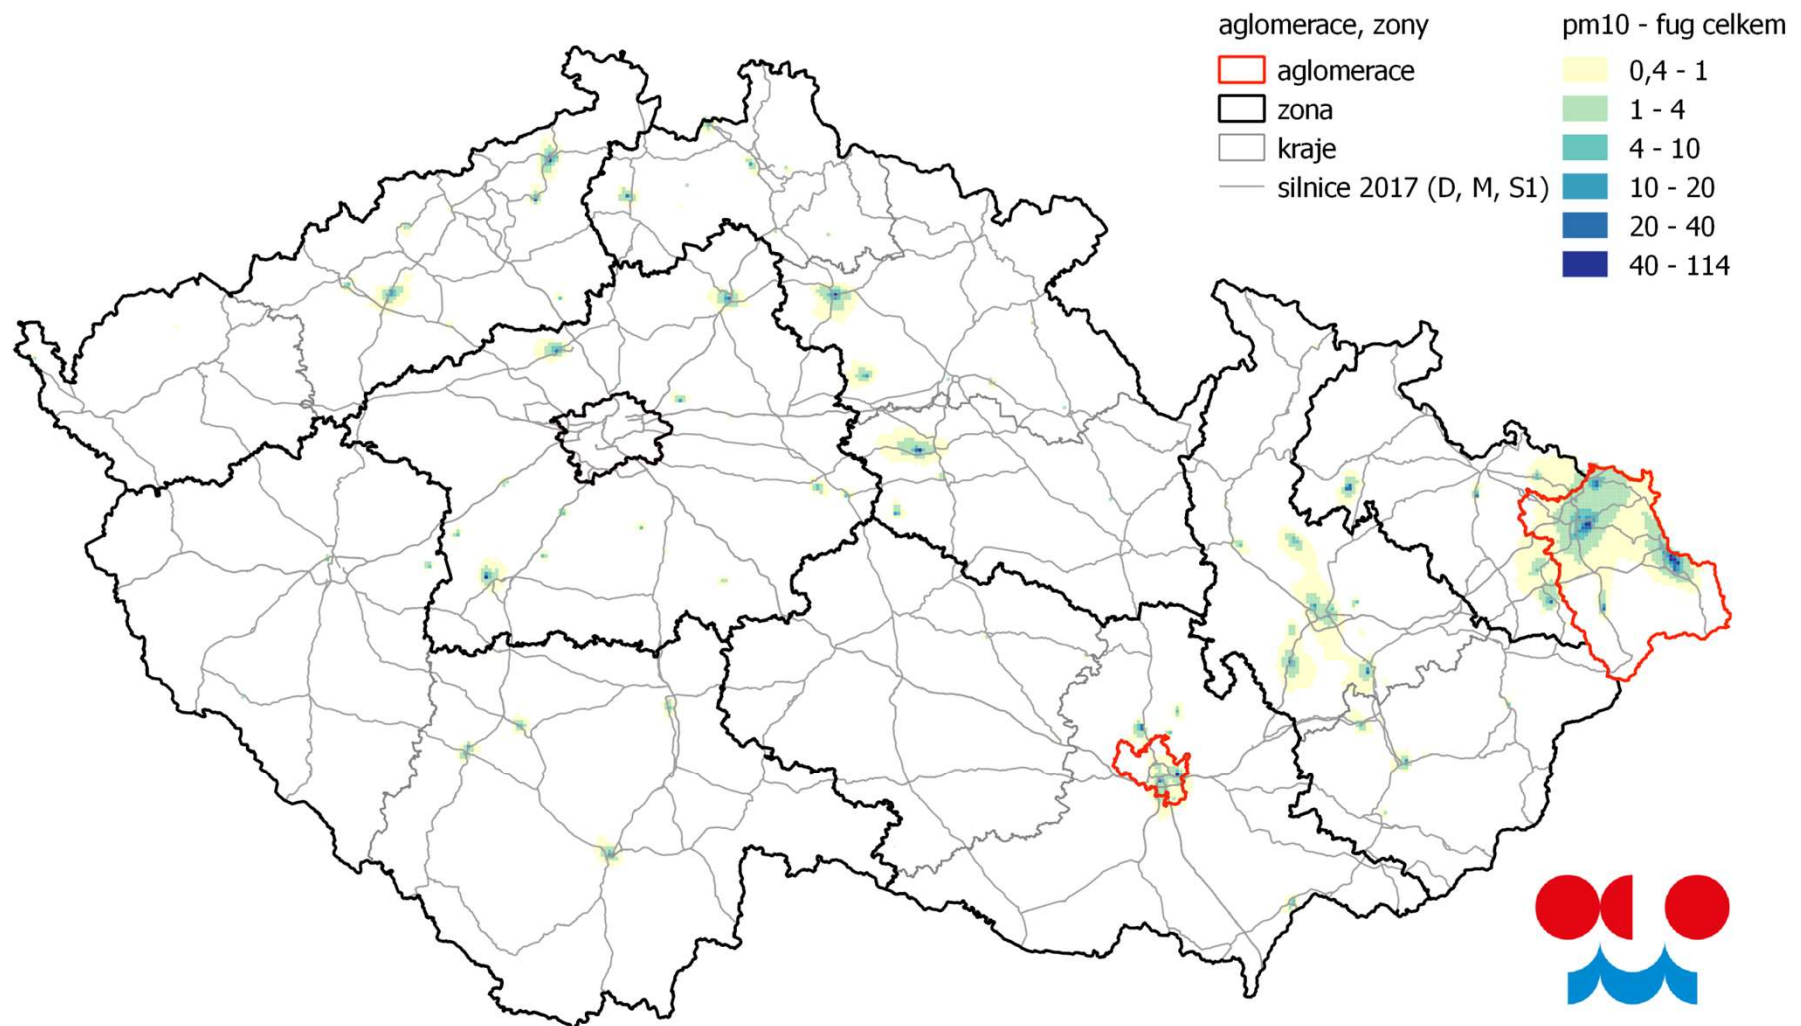 aglomerace, zony
aglomerace
zona
kraje
silnice 2017 (D, M, S1)
pm10 - fug celkem
0,4 - 1
1 - 4
4 - 10
10 - 20
20 - 40
40 - 114